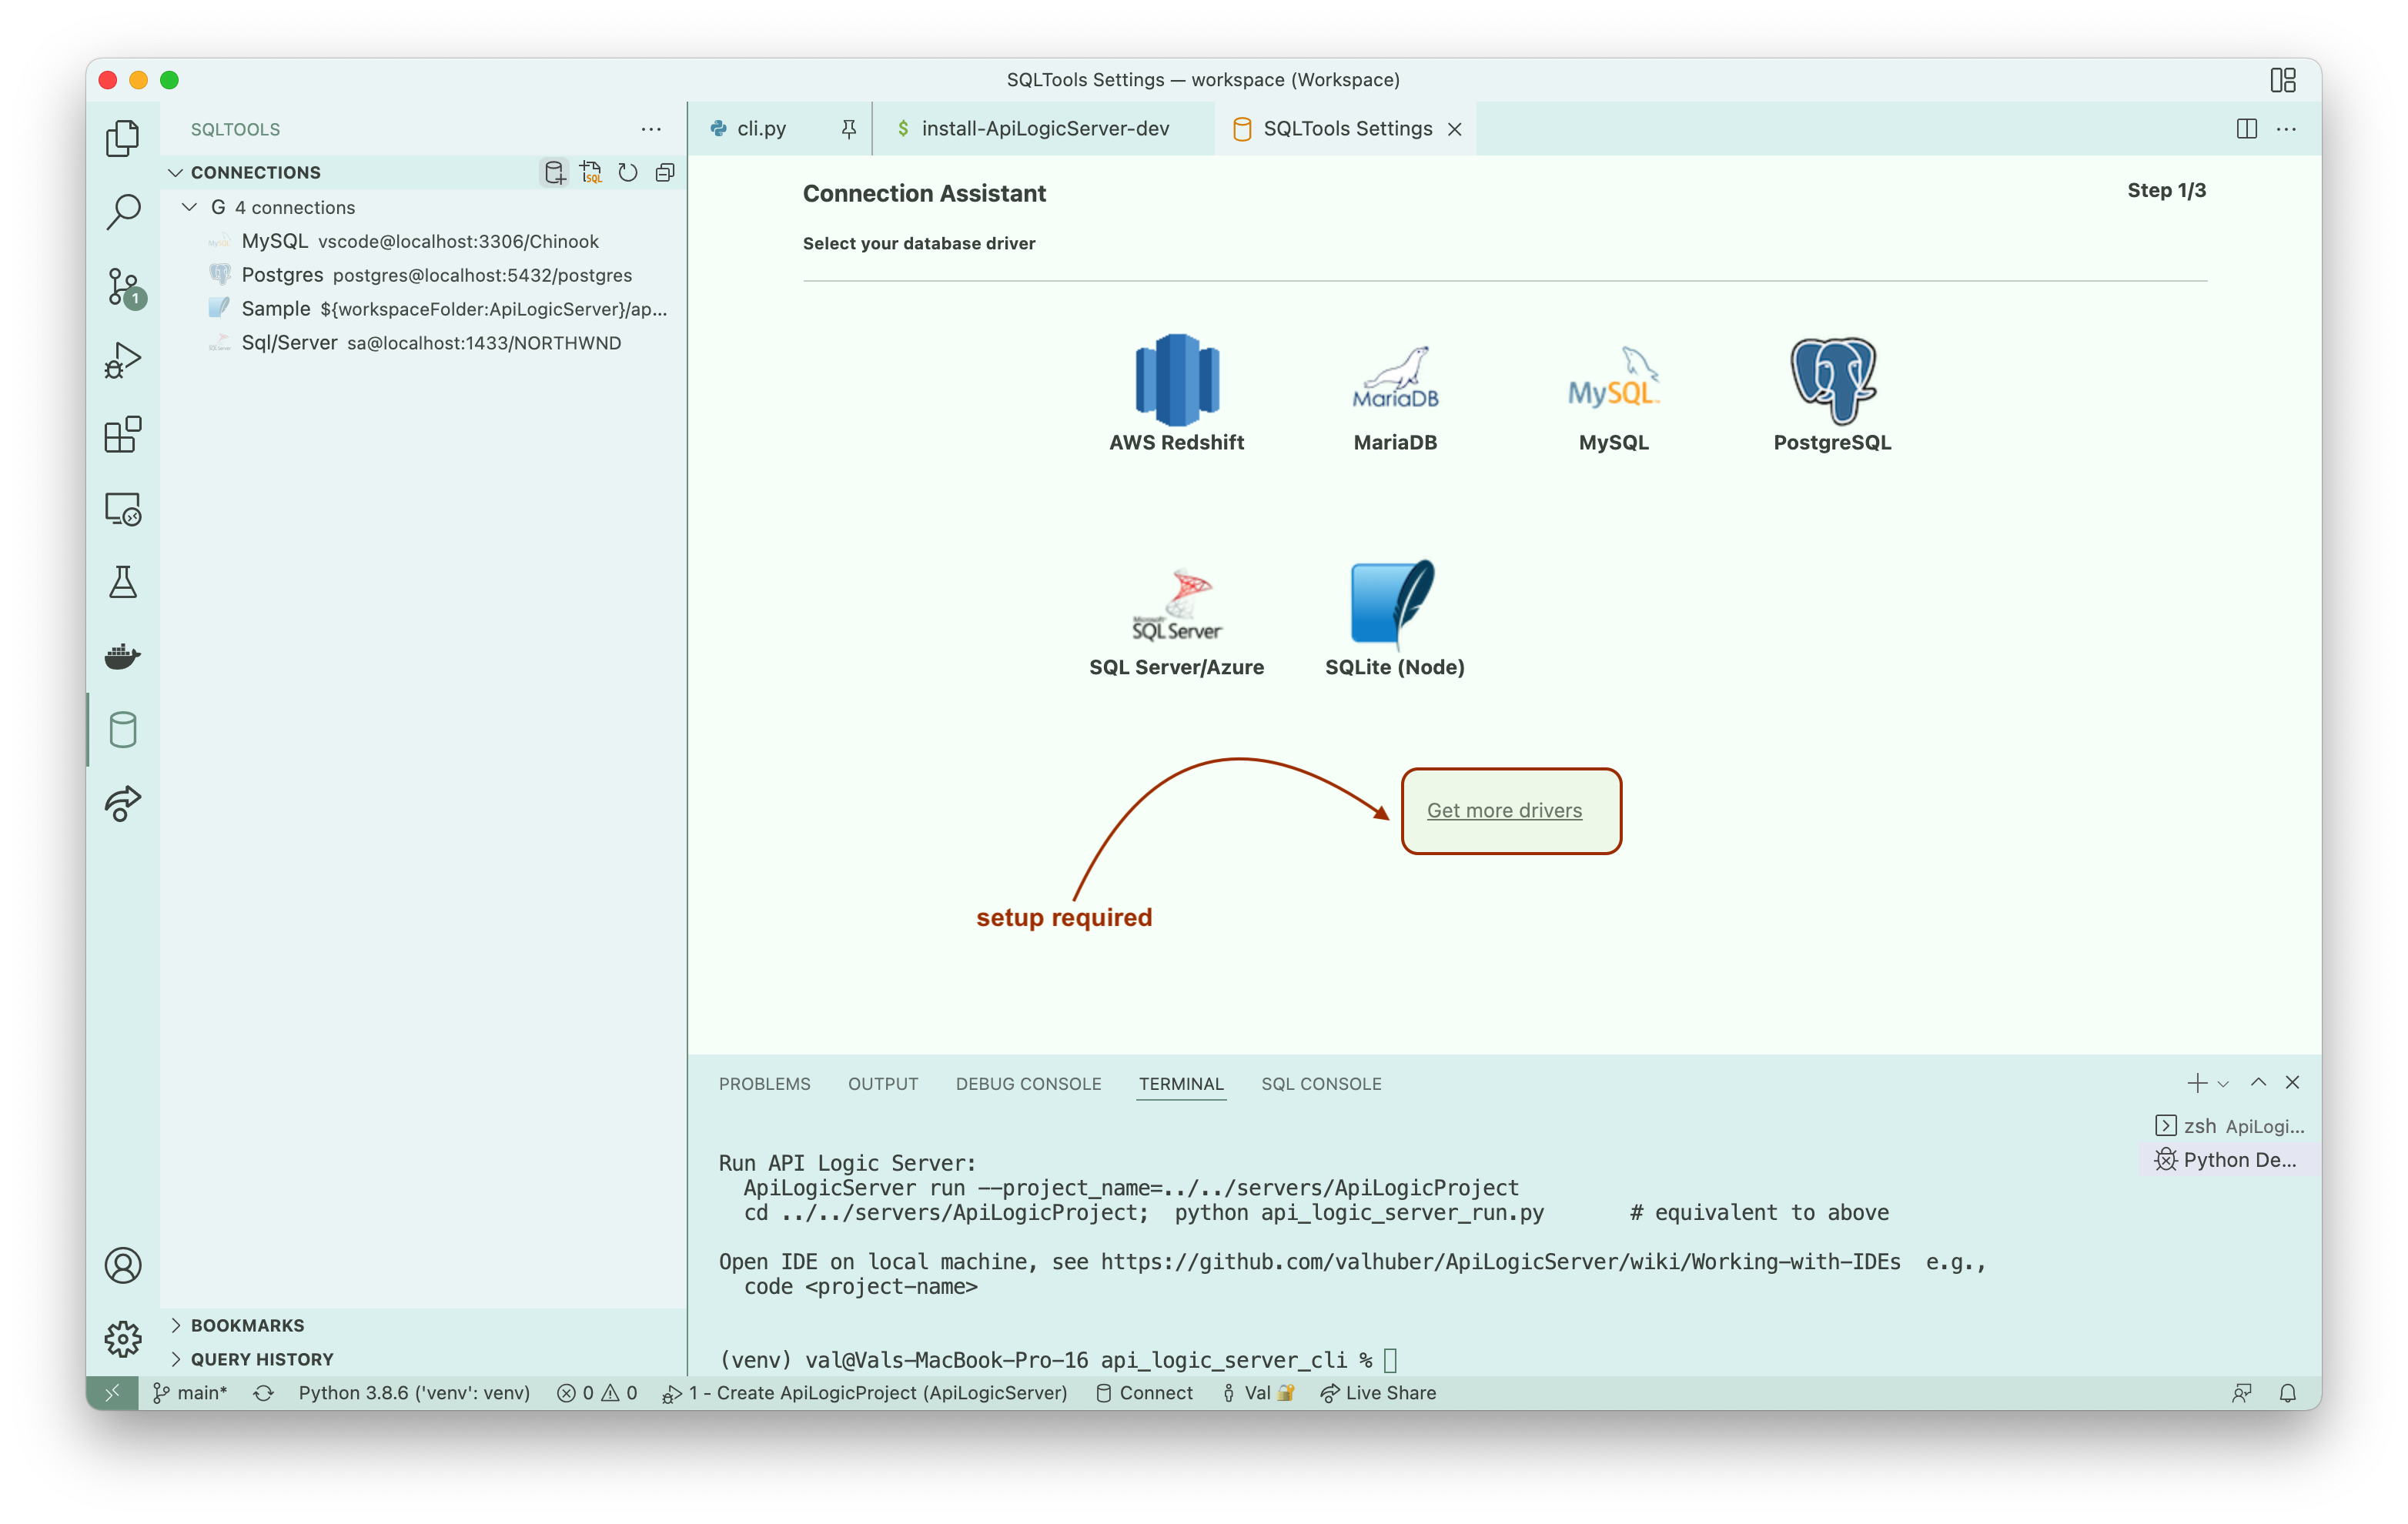 SQLTools Settings — workspace (Workspace)
SQLTOOLS
CONNECTIONS
SQL
G 4 connections
MySQL vscode@localhost:3306/Chinook
Postgres postgres@localhost:5432/postgres
Sample ${workspaceFolder:ApiLogicServer}/ap...
Sql/Server sa@localhost:1433/NORTHWND
1
BOOKMARKS
QUERY HISTORY
cli.py
$ install-ApiLogicServer-dev
SQLTools Settings
Connection Assistant
Step 1/3
Select your database driver
MariaDB
MySQL
AWS Redshift
MariaDB
MySQL
PostgreSQL
Microsoft
SQL Server
SQL Server/Azure
SQLite (Node)
Get more drivers
setup required
PROBLEMS
OUTPUT
DEBUG CONSOLE
TERMINAL
SQL CONSOLE
zsh ApiLogi...
Python De...
Run API Logic Server:
ApiLogicServer run --project_name=../../servers/ApiLogicProject
cd ../../servers/ApiLogicProject; python api_logic_server_run.py # equivalent to above
Open IDE on local machine, see https://github.com/valhuber/ApiLogicServer/wiki/Working-with-IDEs e.g.,
code <project-name>
(venv) val@Vals-MacBook-Pro-16 api_logic_server_cli %
main* Python 3.8.6 ('venv': venv) 0 0 1 - Create ApiLogicProject (ApiLogicServer) Connect Val Live Share